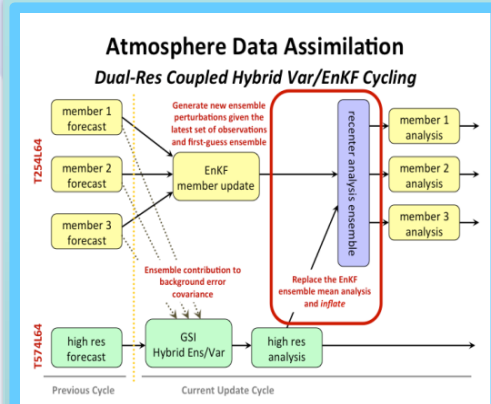 Atmosphere Data Assimilation
Dual-Res Coupled Hybrid Var/EnKF Cycling
T254L64
member 1
forecast
member 2
forecast
member 3
forecast
Generate new ensemble
perturbations given the
latest set of observations
and first-guess ensemble
EnKF
member update
recenter analysis ensemble
member 1
analysis
member 2
analysis
member 3
analysis
Ensemble contribution to
background error
covariance
Replace the EnKF
ensemble mean analysis
and inflate
T574L64
high res
forecast
GSI
Hybrid Ens/Var
high res
analysis
Previous Cycle
Current Update Cycle